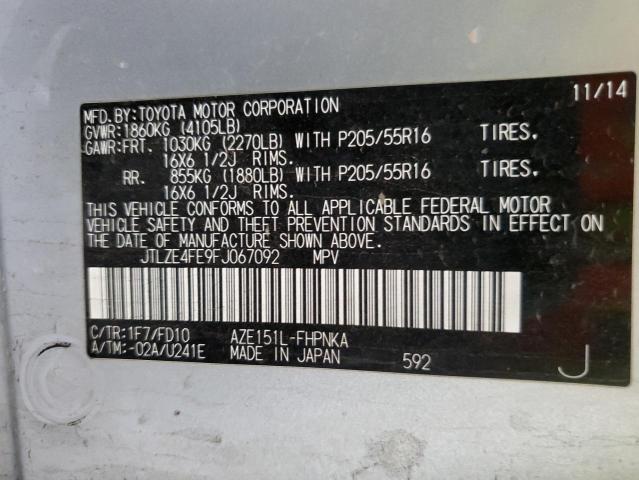 MFD.BY:TOYOTA MOTOR CORPORATION 11/14
GVWR:1860KG (4105LB)
GAWR:FRT. 1030KG (2270LB) WITH P205/55R16 TIRES,
16X6 1/2J RIMS.
RR. 855KG (1880LB) WITH P205/55R16 TIRES,
16X6 1/2J RIMS.
THIS VEHICLE CONFORMS TO ALL APPLICABLE FEDERAL MOTOR
VEHICLE SAFETY AND THEFT PREVENTION STANDARDS IN EFFECT ON
THE DATE OF MANUFACTURE SHOWN ABOVE.
JTLZE4FE9FJ067092 MPV
C/TR:1F7/FD10 AZE151L-FHPNKA
A/TM:-02A/U241E MADE IN JAPAN 592 J